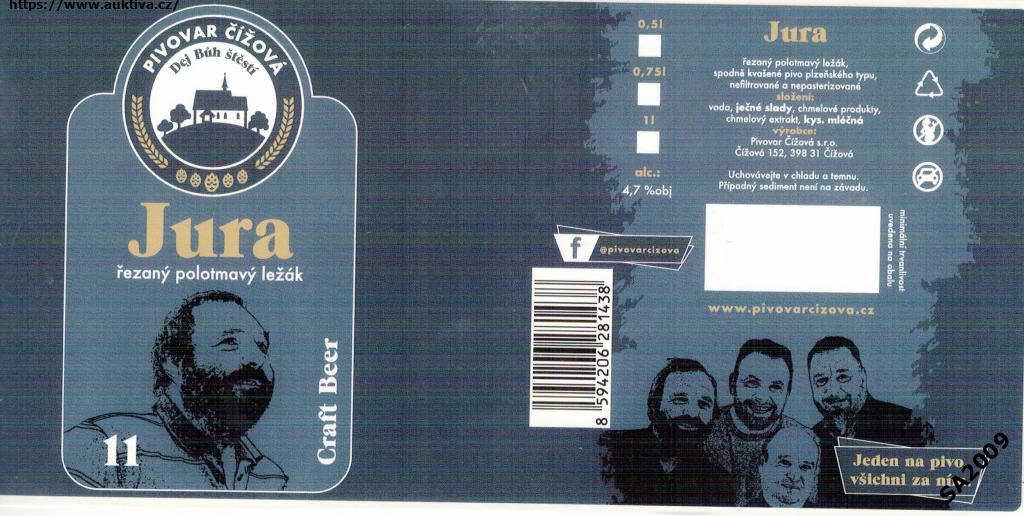 https://www.auktiva.cz/
PIVOVAR ČÍŽOVÁ
Dej Bůh štěstí
Jura
řezaný polotmavý ležák
11
Craft Beer
0,5l
0,75l
1l
alc.:
4,7 %obj
f @pivovarcizova
8 594206 281438
Jura
řezaný polotmavý ležák,
spodně kvašené pivo plzeňského typu,
nefiltrované a nepasterizované
složení:
voda, ječné slady, chmelové produkty,
chmelový extrakt, kys. mléčná
výrobce:
Pivovar Čížová s.r.o.
Čížová 152, 398 31 Čížová
Uchovávejte v chladu a temnu.
Případný sediment není na závadu.
minimální trvanlivost
uvedena na obalu
www.pivovarcizova.cz
Jeden na pivo
všichni za
SA2009